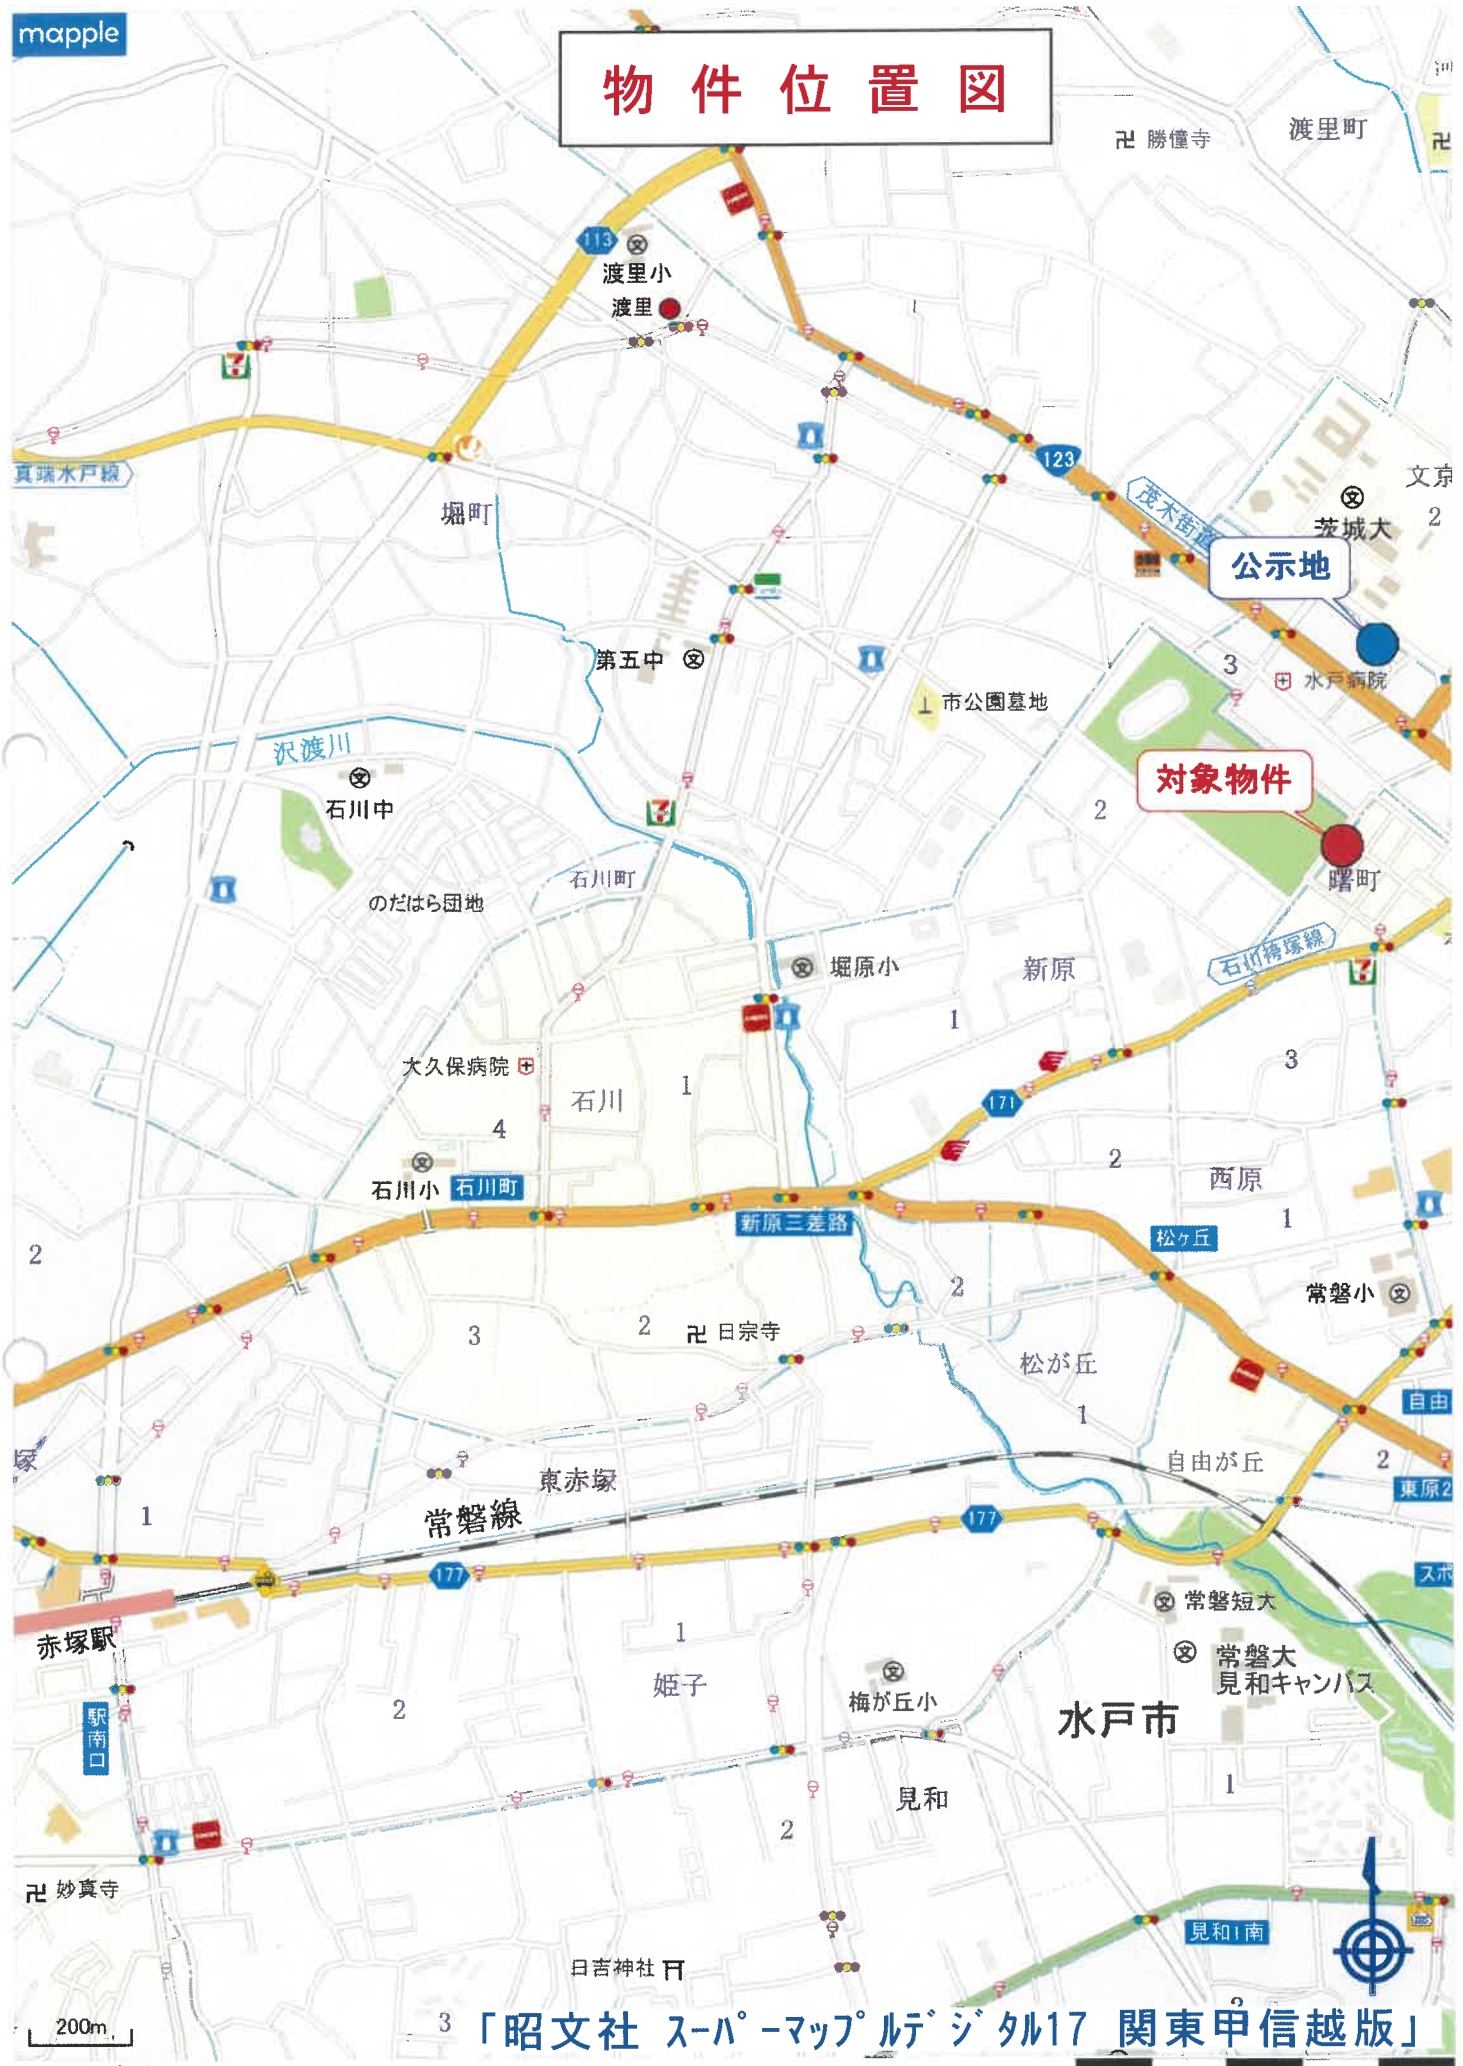 mapple
物件位置図
渡里町
勝憧寺
113
渡里小
渡里
真端水戸線
堀町
123
茂木街道
文京
2
茨城大
公示地
第五中
3
水戸病院
市公園墓地
沢渡川
石川中
対象物件
2
曙町
石川町
のだはら団地
石川袴塚線
堀原小
新原
1
3
大久保病院
石川
1
171
4
2
西原
石川小
石川町
新原三差路
1
松ヶ丘
2
2
常磐小
3
2
日宗寺
松が丘
1
自由
塚
自由が丘
2
東赤塚
東原2
1
常磐線
177
177
スポ
常磐短大
赤塚駅
1
常磐大
見和キャンパス
姫子
2
梅が丘小
水戸市
駅南口
見和
1
2
妙真寺
見和1南
日吉神社
200m
3
「昭文社 スーパーマップルデジタル17 関東甲信越版」